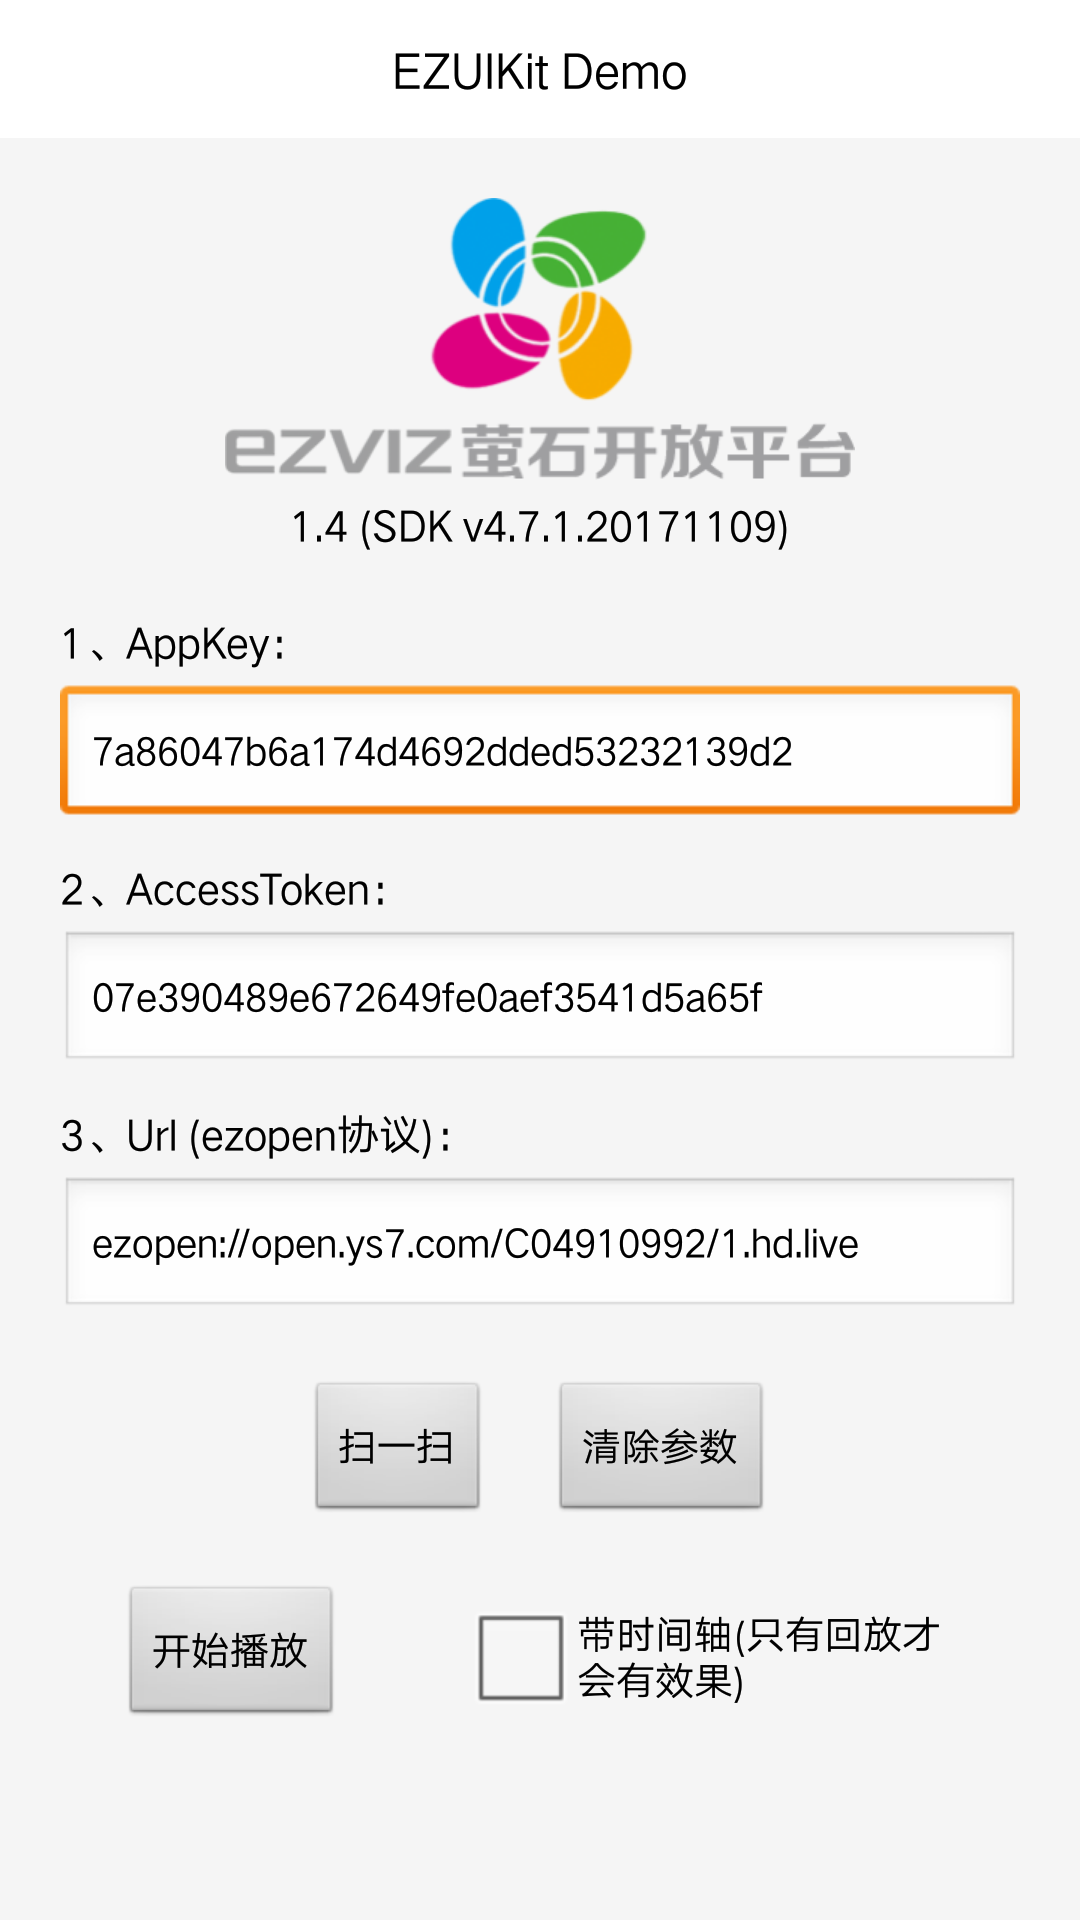 EZUIKit Demo
ezviz萤石开放平台
1.4 (SDK v4.7.1.20171109)
1、AppKey:
7a86047b6a174d4692dded53232139d2
2、AccessToken:
07e390489e672649fe0aef3541d5a65f
3、Url (ezopen协议):
ezopen://open.ys7.com/C04910992/1.hd.live
扫一扫
清除参数
开始播放
带时间轴(只有回放才
会有效果)